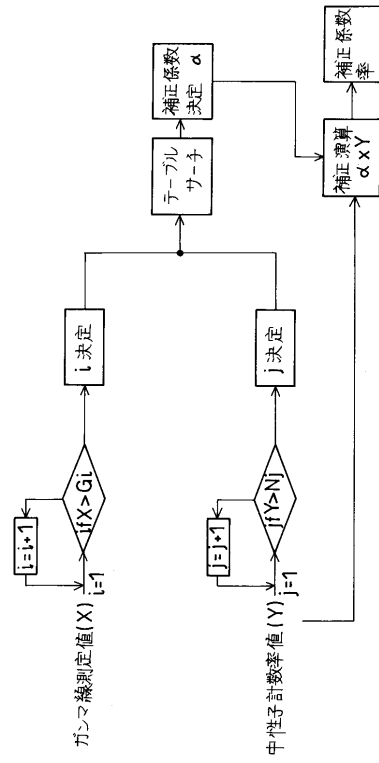 ガンマ線測定値(X)
i=1
i=i+1
ifX>Gi
i決定
中性子計数率値(Y)
j=1
j=j+1
jfY>Nj
j決定
テーブル
サーチ
補正係数
決定 α
補正演算
α×Y
補正係数
率